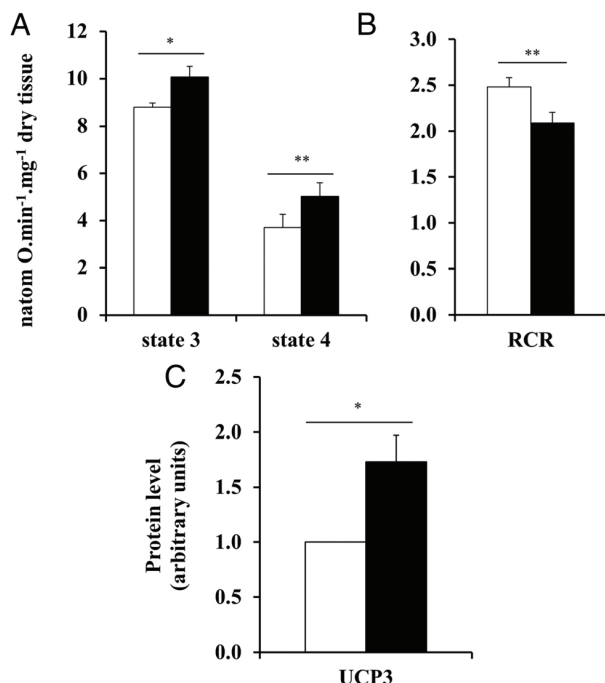 A
natom O.min⁻¹.mg⁻¹ dry tissue
12
10
8
6
4
2
0
*
**
state 3 state 4
B
3.0
2.5
2.0
1.5
1.0
0.5
0.0
**
RCR
C
Protein level
(arbitrary units)
2.5
2.0
1.5
1.0
0.5
0.0
*
UCP3